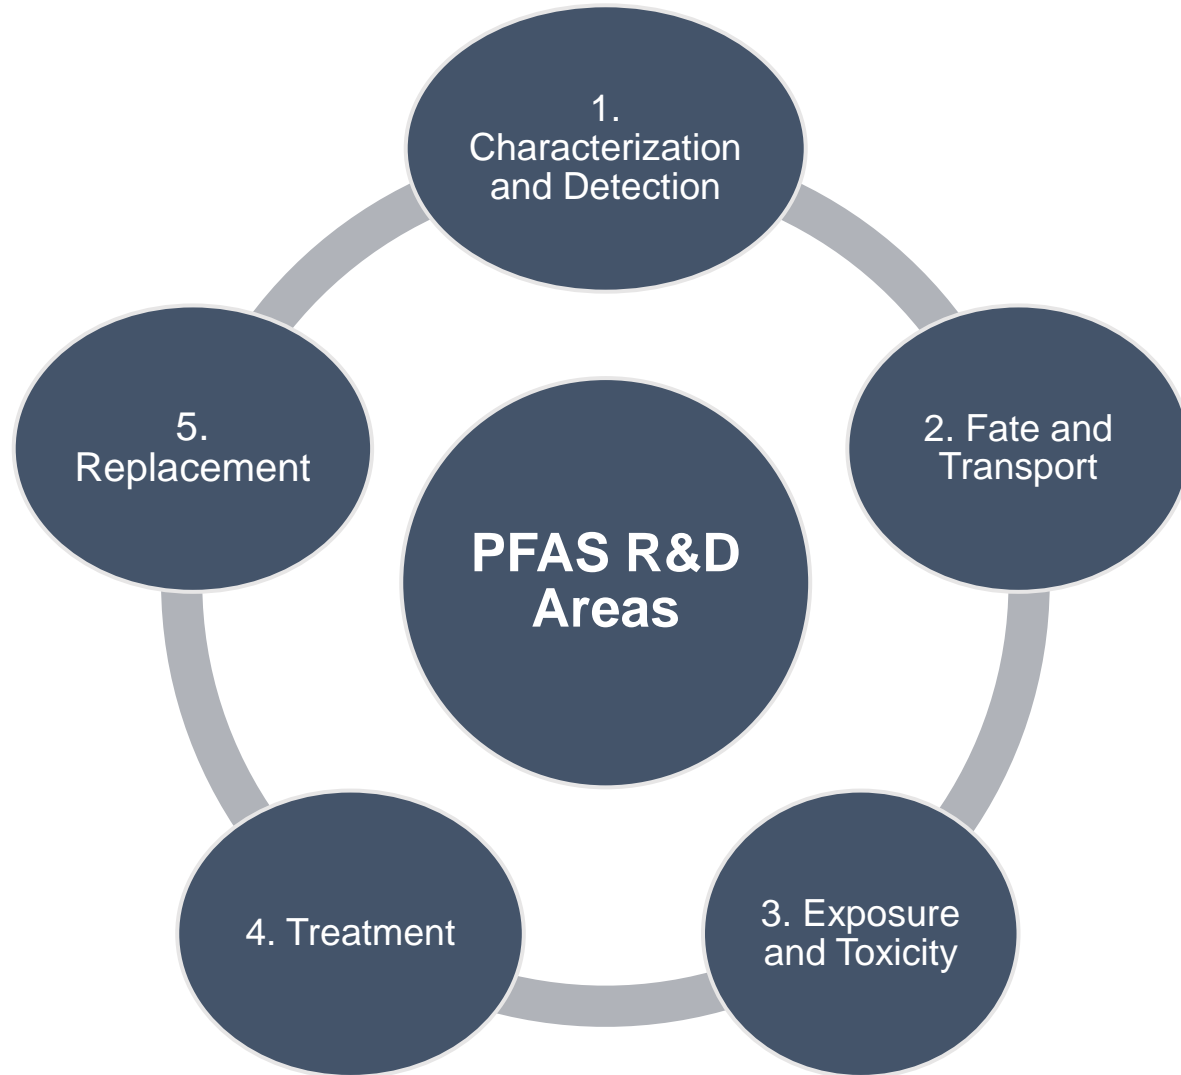 1.
Characterization
and Detection
2. Fate and
Transport
3. Exposure
and Toxicity
4. Treatment
5.
Replacement
PFAS R&D
Areas